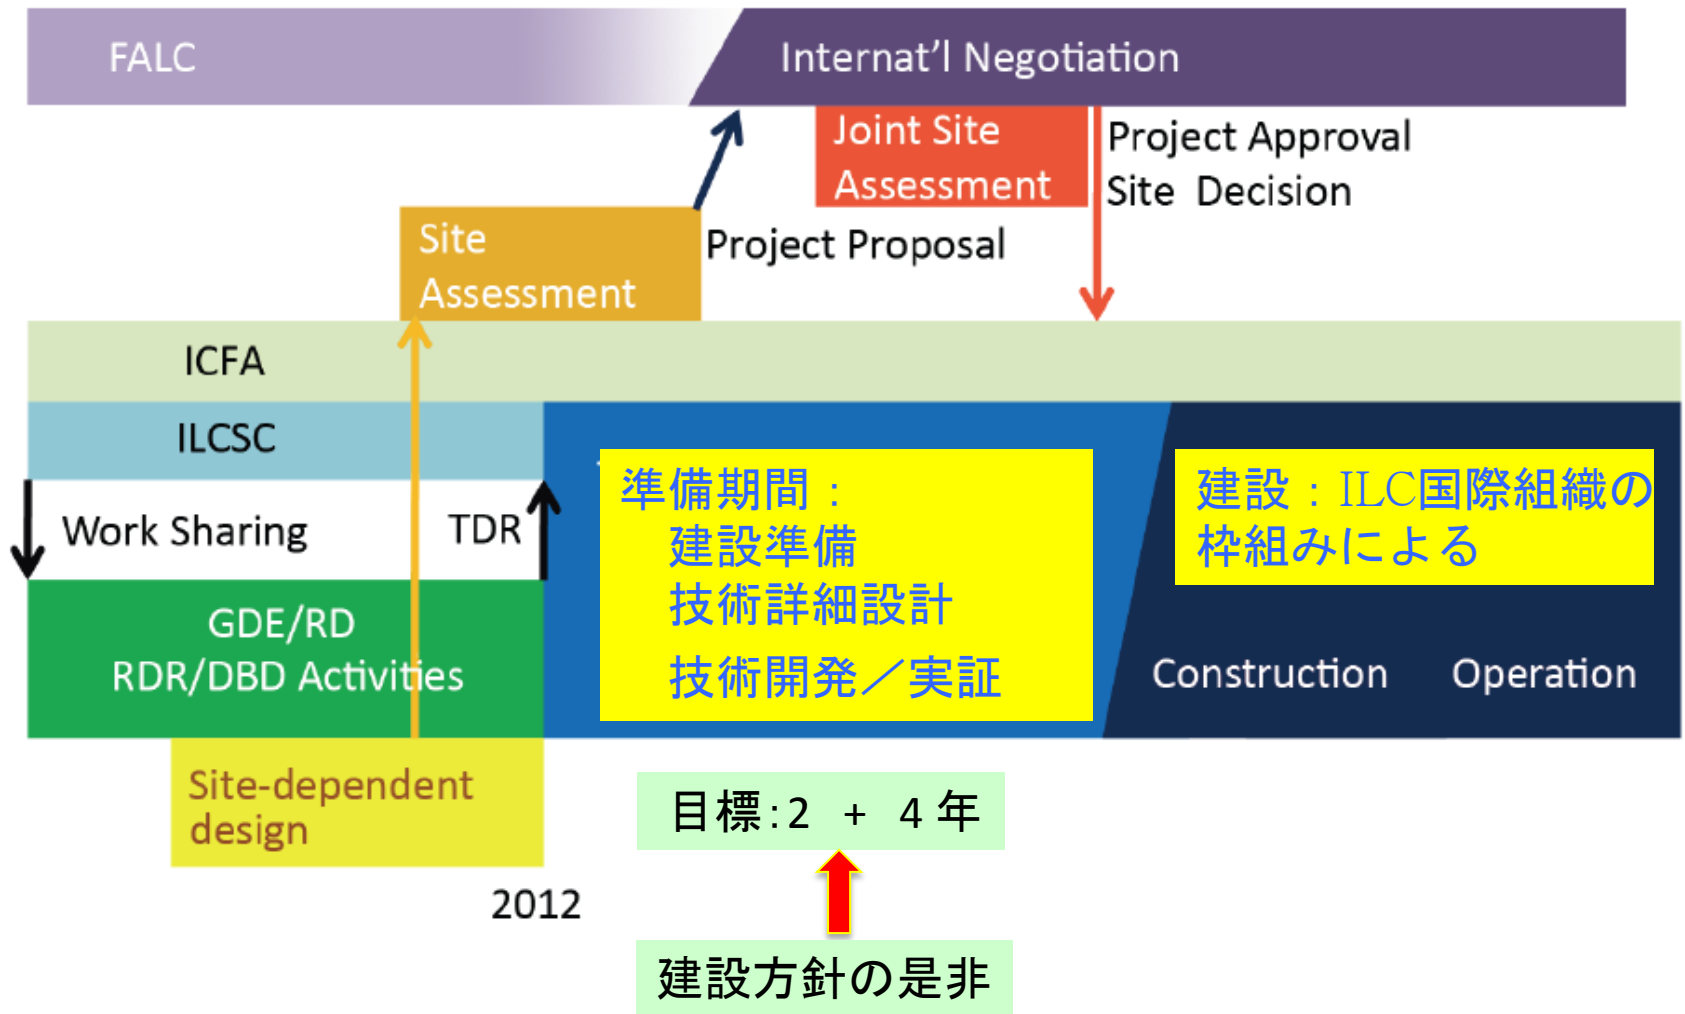 FALC
Internat'l Negotiation
Joint Site
Assessment
Project Approval
Site Decision
Site
Assessment
Project Proposal
ICFA
ILCSC
Work Sharing
TDR
GDE/RD
RDR/DBD Activities
準備期間：
建設準備
技術詳細設計
技術開発／実証
建設：ILC国際組織の
枠組みによる
Construction
Operation
Site-dependent
design
2012
目標：2 + 4 年
建設方針の是非